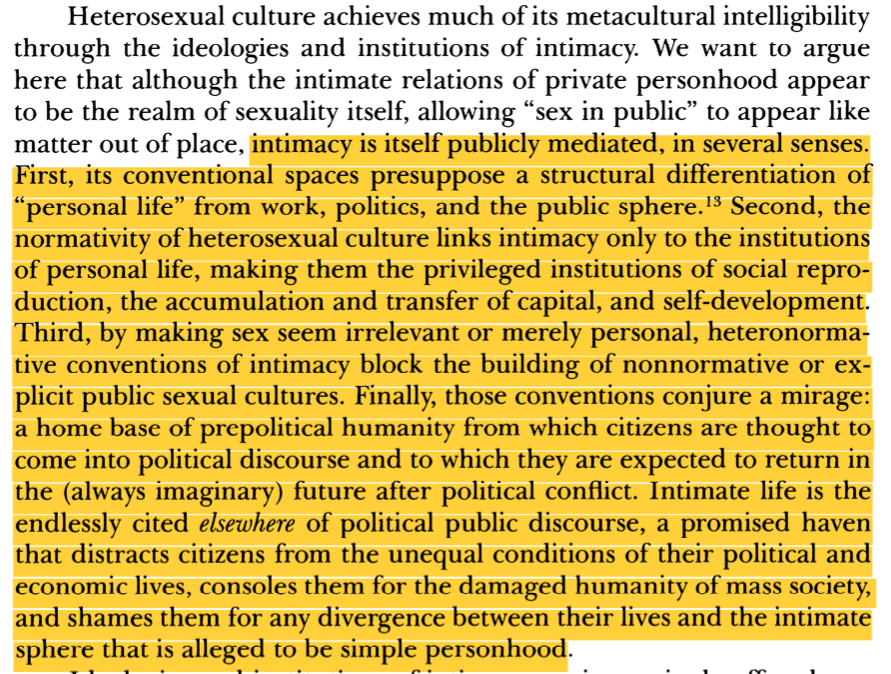 Heterosexual culture achieves much of its metacultural intelligibility
through the ideologies and institutions of intimacy. We want to argue
here that although the intimate relations of private personhood appear
to be the realm of sexuality itself, allowing “sex in public” to appear like
matter out of place, intimacy is itself publicly mediated, in several senses.
First, its conventional spaces presuppose a structural differentiation of
“personal life” from work, politics, and the public sphere.¹³ Second, the
normativity of heterosexual culture links intimacy only to the institutions
of personal life, making them the privileged institutions of social repro-
duction, the accumulation and transfer of capital, and self-development.
Third, by making sex seem irrelevant or merely personal, heteronorma-
tive conventions of intimacy block the building of nonnormative or ex-
plicit public sexual cultures. Finally, those conventions conjure a mirage:
a home base of prepolitical humanity from which citizens are thought to
come into political discourse and to which they are expected to return in
the (always imaginary) future after political conflict. Intimate life is the
endlessly cited elsewhere of political public discourse, a promised haven
that distracts citizens from the unequal conditions of their political and
economic lives, consoles them for the damaged humanity of mass society,
and shames them for any divergence between their lives and the intimate
sphere that is alleged to be simple personhood.